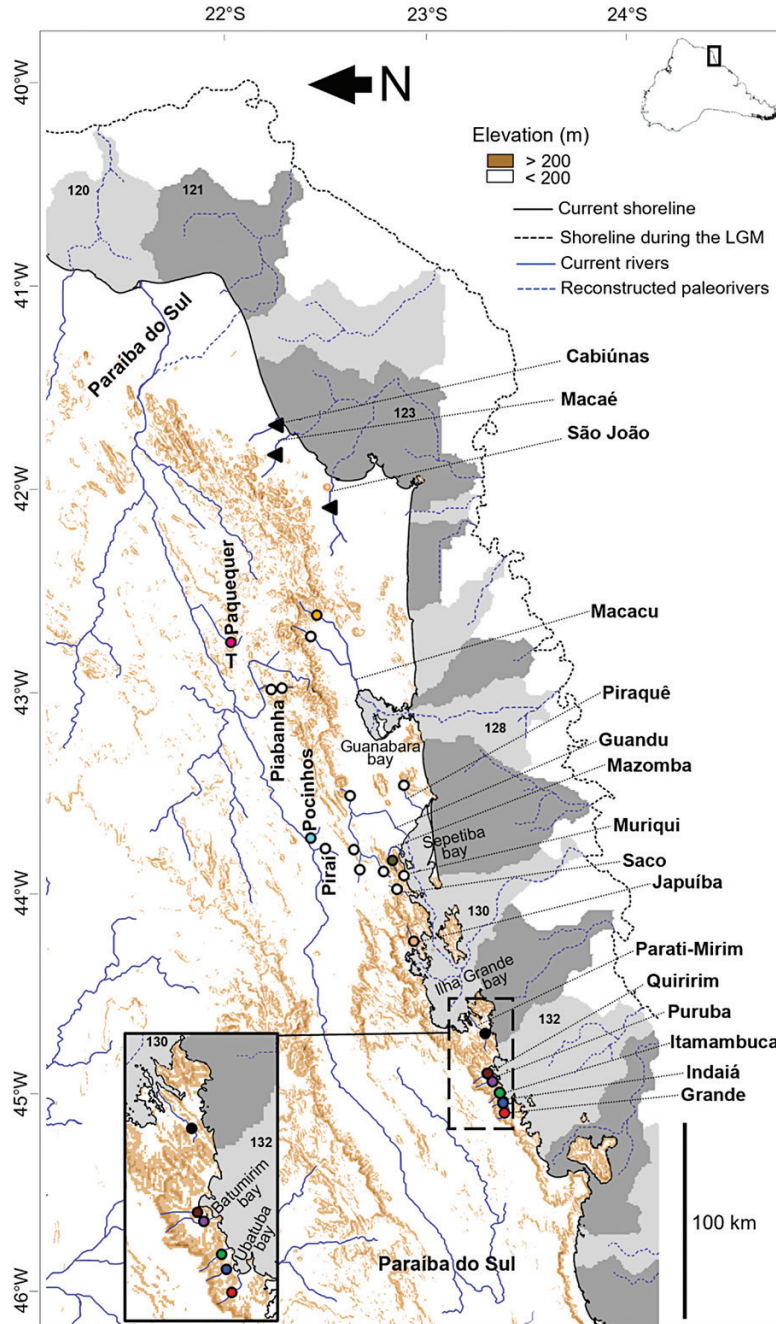 22°S
23°S
24°S
40°W
N
Elevation (m)
> 200
< 200
Current shoreline
Shoreline during the LGM
Current rivers
Reconstructed paleorivers
120
121
41°W
Paraíba do Sul
Cabiúnas
Macaé
São João
123
42°W
Paquequer
T
Macacu
43°W
Piabanha
Guanabara
bay
128
Piraquê
Guandu
Mazomba
Pocinhos
Piraí
Sepetiba
bay
Muriqui
Saco
Japuíba
44°W
130
Ilha Grande
bay
Parati-Mirim
Quiririm
Puruba
Itamambuca
Indaiá
Grande
132
45°W
130
132
Batumirim
bay
Ubatuba
bay
100 km
Paraíba do Sul
46°W